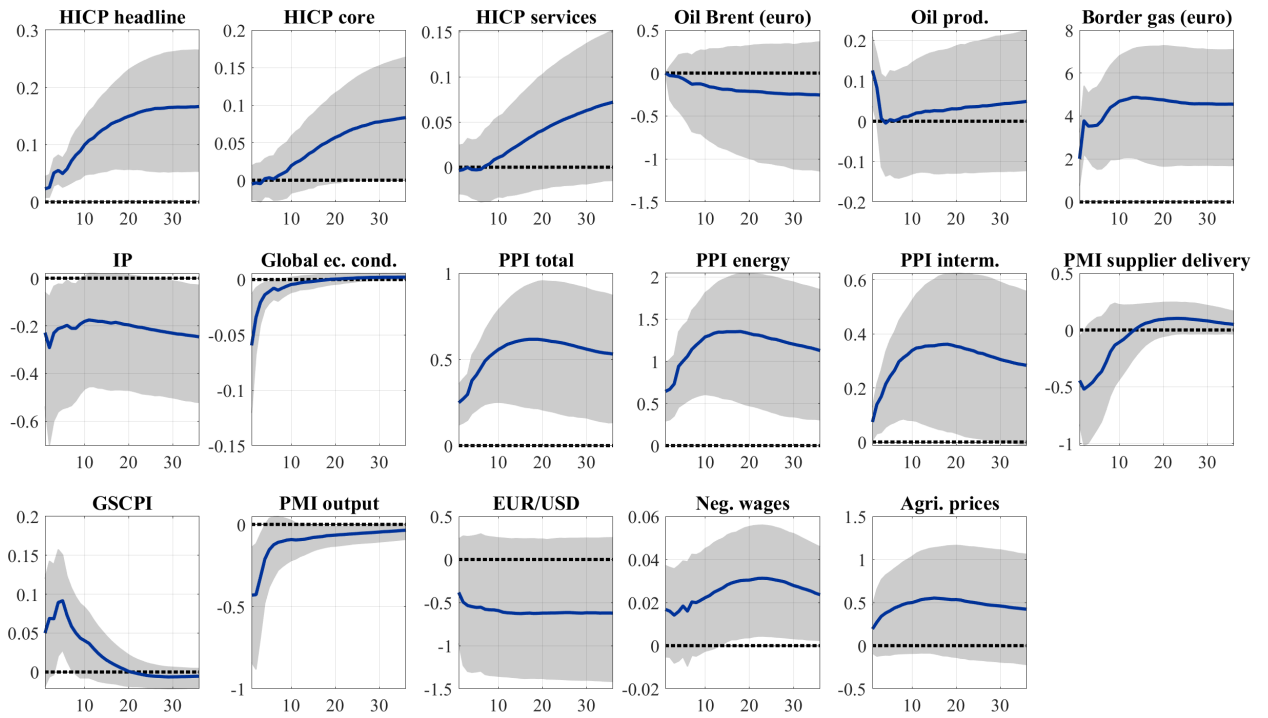 HICP headline
0.3
0.2
0.1
0
10 20 30
HICP core
0.2
0.15
0.1
0.05
0
10 20 30
HICP services
0.15
0.1
0.05
0
10 20 30
Oil Brent (euro)
0.5
0
-0.5
-1
-1.5
10 20 30
Oil prod.
0.2
0.1
0
-0.1
-0.2
10 20 30
Border gas (euro)
8
6
4
2
0
10 20 30
IP
0
-0.2
-0.4
-0.6
10 20 30
Global ec. cond.
0
-0.05
-0.1
-0.15
10 20 30
PPI total
1
0.5
0
10 20 30
PPI energy
2
1.5
1
0.5
0
10 20 30
PPI interm.
0.6
0.4
0.2
0
10 20 30
PMI supplier delivery
0.5
0
-0.5
-1
10 20 30
GSCPI
0.2
0.15
0.1
0.05
0
10 20 30
PMI output
0
-0.5
-1
10 20 30
EUR/USD
0.5
0
-0.5
-1
-1.5
10 20 30
Neg. wages
0.06
0.04
0.02
0
-0.02
10 20 30
Agri. prices
1.5
1
0.5
0
-0.5
10 20 30